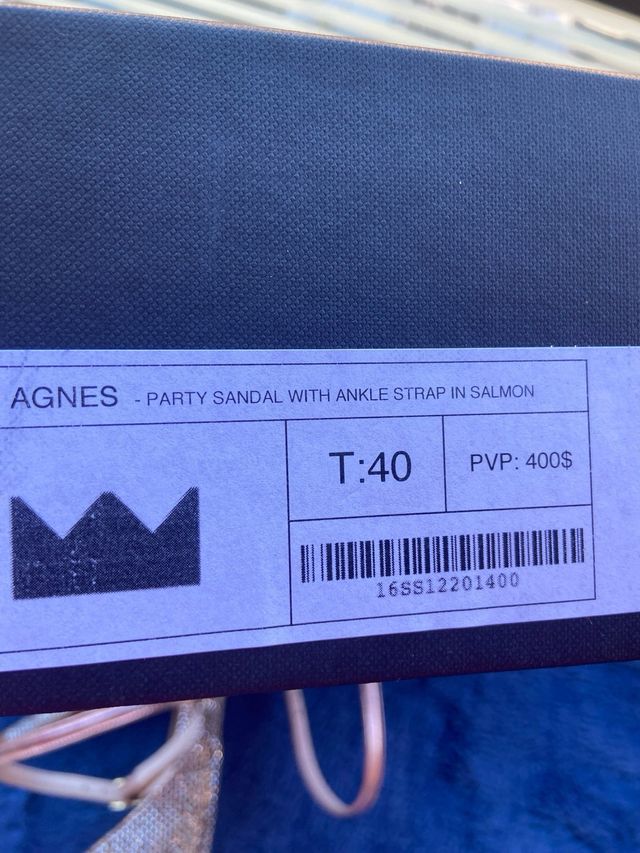 AGNES - PARTY SANDAL WITH ANKLE STRAP IN SALMON
T:40
PVP: 400$
16SS12201400